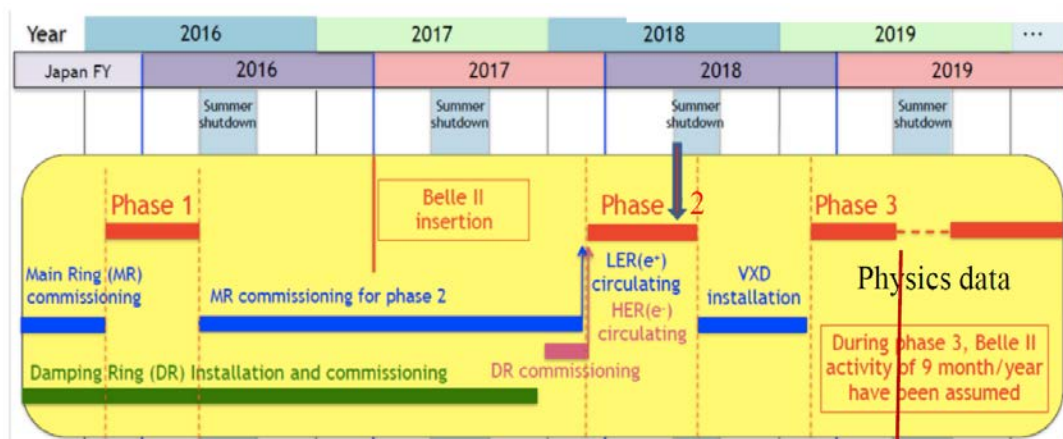 Year 2016 2017 2018 2019 ...
Japan FY 2016 2017 2018 2019
Summer
shutdown
Summer
shutdown
Summer
shutdown
Summer
shutdown
Phase 1
Belle II
insertion
Phase 2
Phase 3
Main Ring (MR)
commissioning
MR commissioning for phase 2
LER(e⁺)
circulating
HER(e⁻)
circulating
VXD
installation
Physics data
DR commissioning
Damping Ring (DR) Installation and commissioning
During phase 3, Belle II
activity of 9 month/year
have been assumed